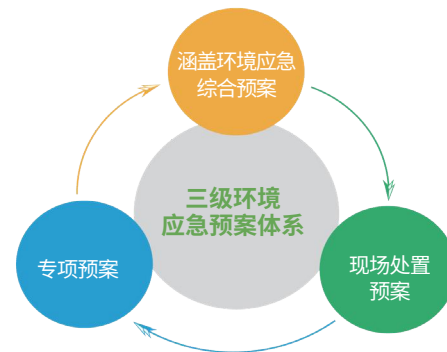 涵盖环境应急
综合预案
三级环境
应急预案体系
专项预案
现场处置
预案